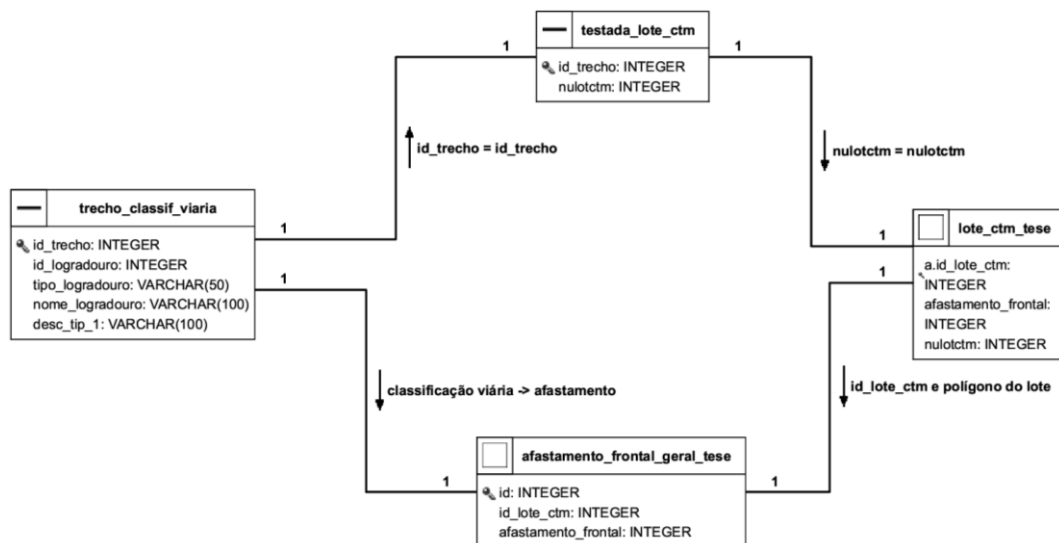 testada_lote_ctm
1
1
id_trecho: INTEGER
nulotctm: INTEGER
id_trecho = id_trecho
nulotctm = nulotctm
trecho_classif_viaria
id_trecho: INTEGER
id_logradouro: INTEGER
tipo_logradouro: VARCHAR(50)
nome_logradouro: VARCHAR(100)
desc_tip_1: VARCHAR(100)
1
1
lote_ctm_tese
a.id_lote_ctm:
INTEGER
afastamento_frontal:
INTEGER
nulotctm: INTEGER
1
1
classificação viária -> afastamento
id_lote_ctm e polígono do lote
afastamento_frontal_geral_tese
1
1
id: INTEGER
id_lote_ctm: INTEGER
afastamento_frontal: INTEGER